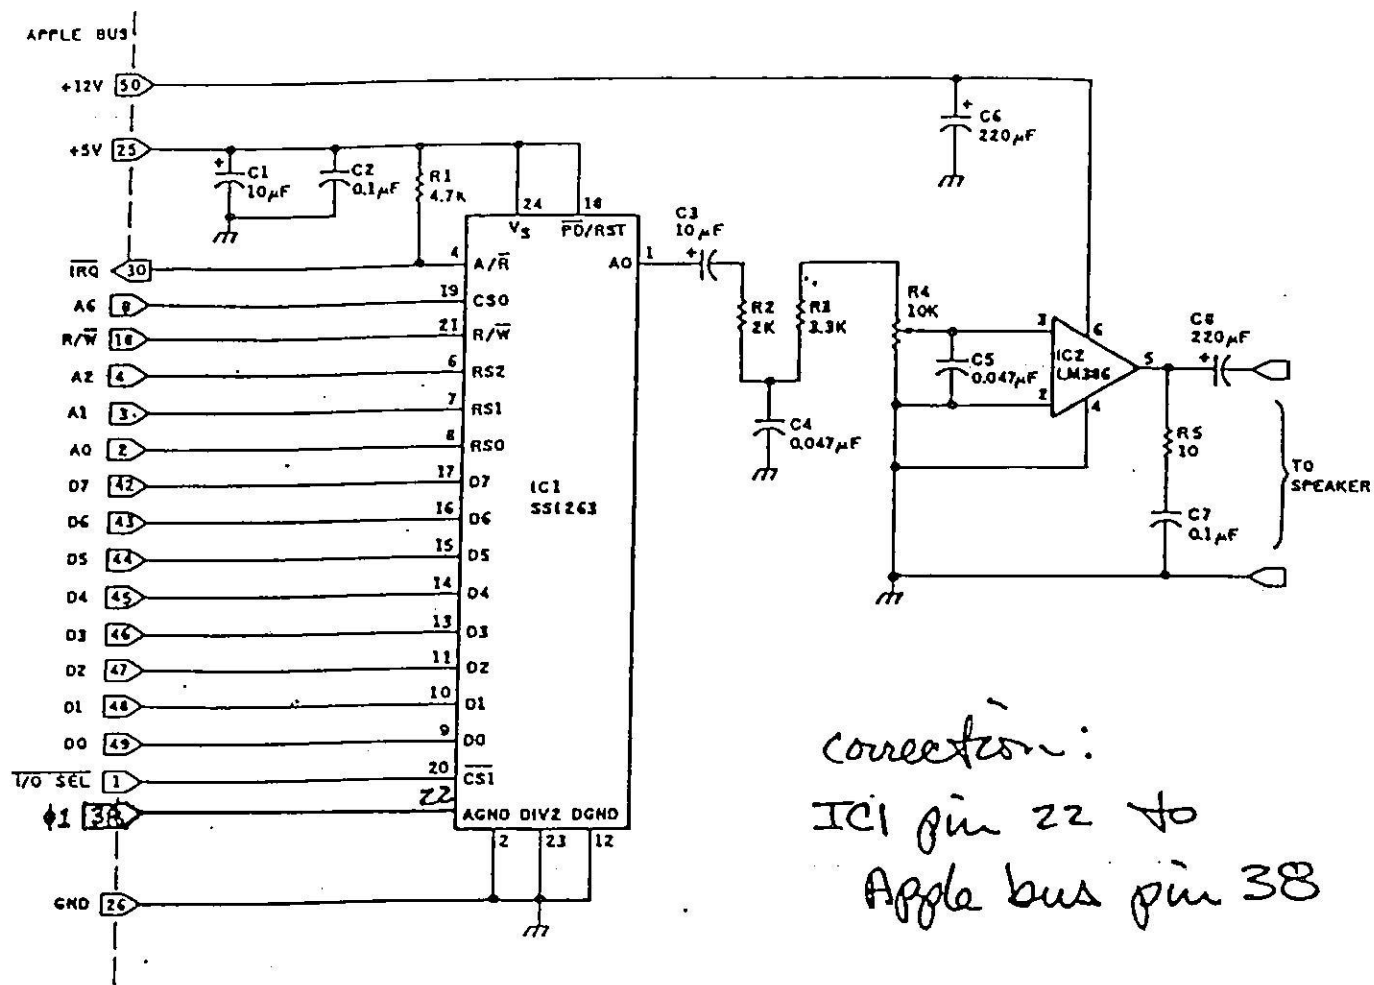 APPLE BUS
+12V 50
+5V 25
C1
10µF
C2
0.1µF
R1
4.7K
C6
220µF
24 18
VS PD/RST
IRQ 30 4 A/R
A6 8 19 CS0
R/W 18 21 R/W
A2 4 6 RS2
A1 3 7 RS1
A0 2 8 RS0
D7 42 17 D7
D6 43 16 D6
D5 44 15 D5
D4 45 14 D4
D3 46 13 D3
D2 47 11 D2
D1 48 10 D1
D0 49 9 D0
I/O SEL 1 20 CS1
ϕ1 38 22
AGND DIV2 DGND
2 23 12
GND 26
IC1
SSI263
AO 1
C3
10µF
R2
2K
R3
3.3K
C4
0.047µF
R4
10K
C5
0.047µF
3 6
IC2
LM386
5
2 4
C8
220µF
R5
10
C7
0.1µF
TO
SPEAKER
correction:
IC1 pin 22 to
Apple bus pin 38